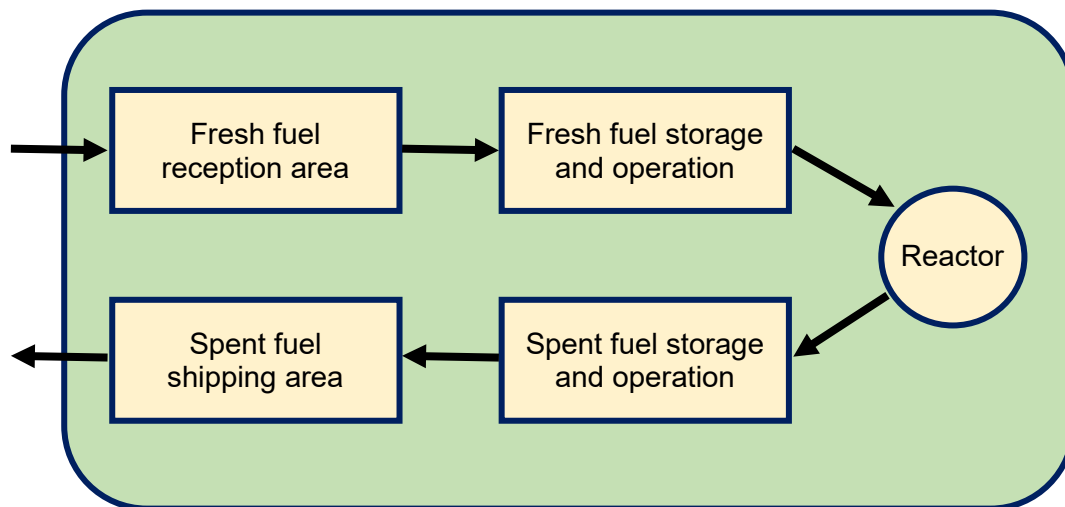 Fresh fuel
reception area
Fresh fuel storage
and operation
Reactor
Spent fuel
shipping area
Spent fuel storage
and operation